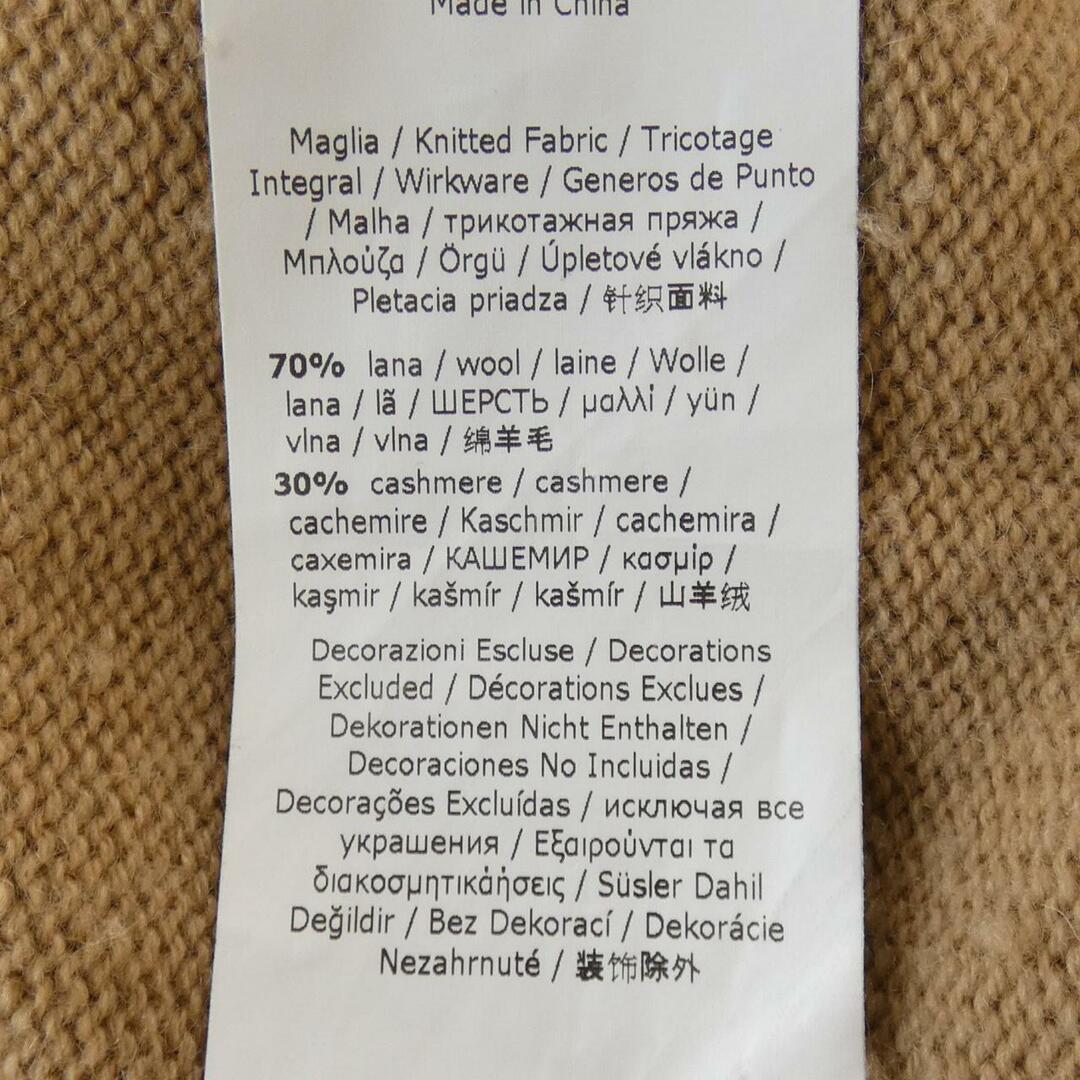 Made in China
Maglia / Knitted Fabric / Tricotage
Integral / Wirkware / Generos de Punto
/ Malha / трикотажная пряжа /
Μπλούζα / Örgü / Úpletové vlákno /
Pletacia priadza / 针织面料
70% lana / wool / laine / Wolle /
lana / lã / ШЕРСТЬ / μαλλί / yün /
vlna / vlna / 绵羊毛
30% cashmere / cashmere /
cachemire / Kaschmir / cachemira /
caxemira / КАШЕМИР / κασμίρ /
kaşmir / kašmír / kašmír / 山羊绒
Decorazioni Escluse / Decorations
Excluded / Décorations Exclues /
Dekorationen Nicht Enthalten /
Decoraciones No Incluidas /
Decorações Excluídas / исключая все
украшения / Εξαιρούνται τα
διακοσμητικάήσεις / Süsler Dahil
Değildir / Bez Dekorací / Dekorácie
Nezahrnuté / 装饰除外